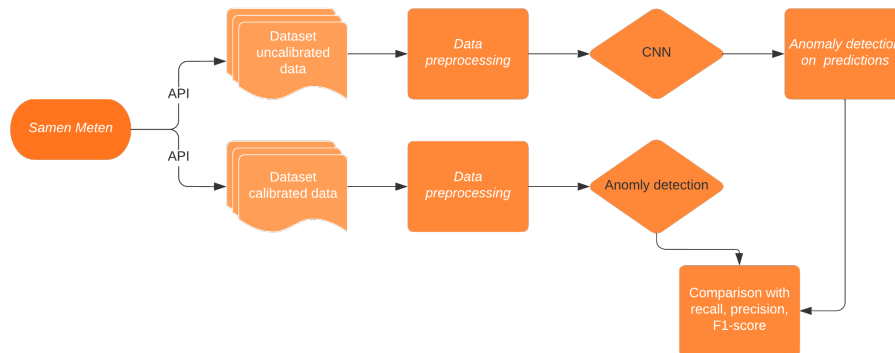 Samen Meten
API
API
Dataset
uncalibrated
data
Data
preprocessing
CNN
Anomaly detection
on predictions
Dataset
calibrated data
Data
preprocessing
Anomly detection
Comparison with
recall, precision,
F1-score